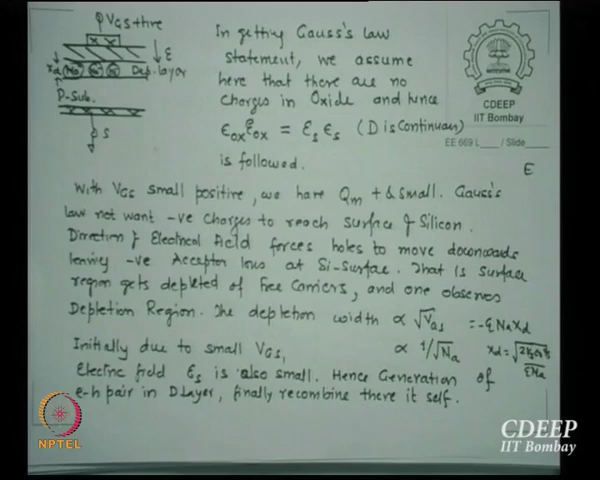 VGS +tive
In getting Gauss's law
statement, we assume
here that there are no
charges in Oxide and hence
ϵox ℰox = ϵs ℰs (D is Continuous)
is followed.
ℰ
xd
Na⁻
Dep. layer
P-Sub.
S
CDEEP
IIT Bombay
EE 669 L____ / Slide____
E
With VGS small positive, we have Qm + & small. Gauss's
law not want -ve charges to reach surface of Silicon.
Direction of Electrical field forces holes to move downwards
leaving -ve Acceptor Ions at Si-Surface. That is surface
region gets depleted of Free Carriers, and one observes
Depletion Region. The depletion width ∝ √VGS = -qNaXd
Initially due to small VGS, ∝ 1/√Na
Electric field ℰs is also small. Hence Generation of
e-h pair in D Layer, finally recombine there it self.
NPTEL
CDEEP
IIT Bombay